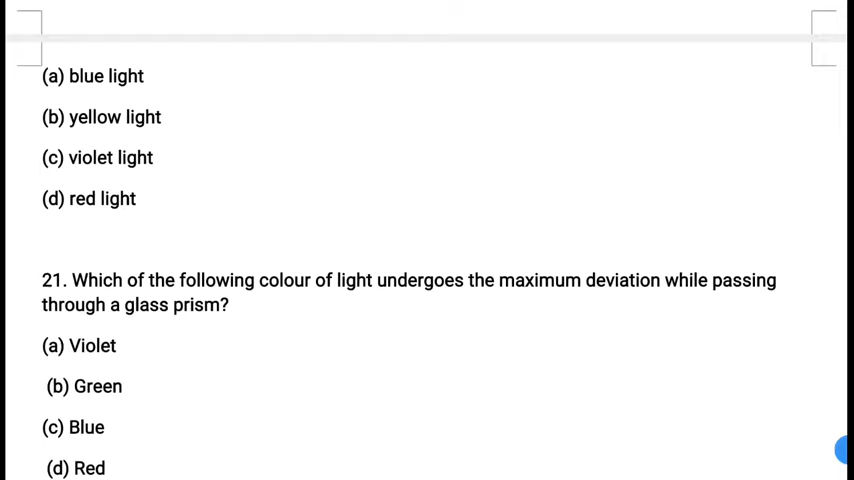 (a) blue light
(b) yellow light
(c) violet light
(d) red light
21. Which of the following colour of light undergoes the maximum deviation while passing
through a glass prism?
(a) Violet
(b) Green
(c) Blue
(d) Red